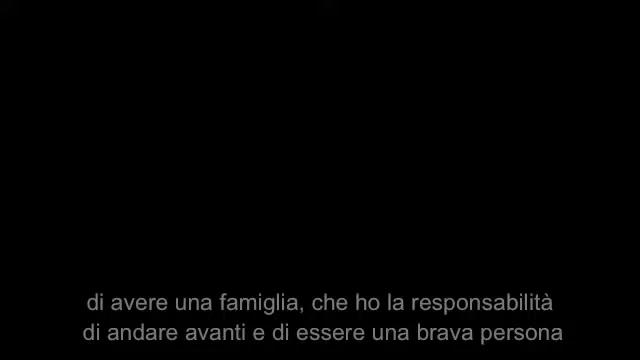 di avere una famiglia, che ho la responsabilità
di andare avanti e di essere una brava persona